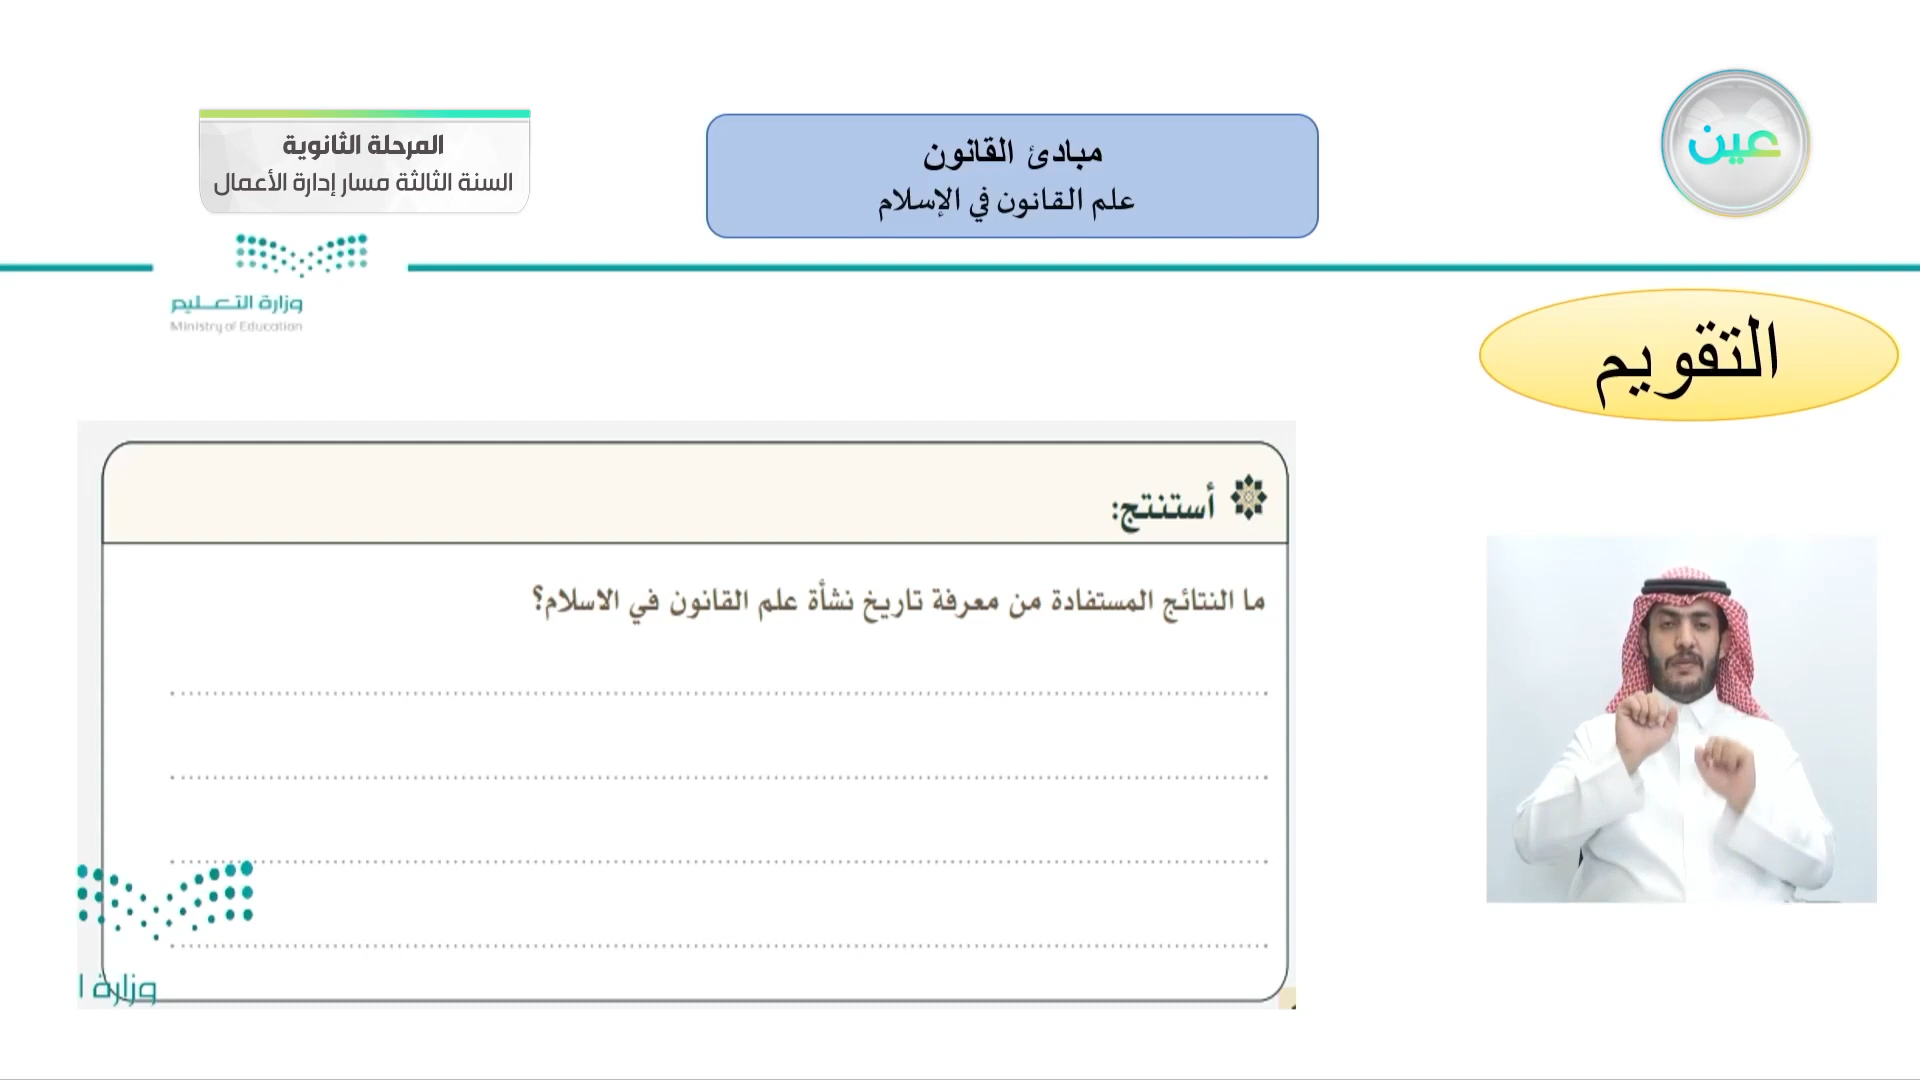 عين
مبادئ القانون
علم القانون في الإسلام
المرحلة الثانوية
السنة الثالثة مسار إدارة الأعمال
وزارة التعليم
Ministry of Education
التقويم
أستنتج:
ما النتائج المستفادة من معرفة تاريخ نشأة علم القانون في الاسلام؟
وزارة ا